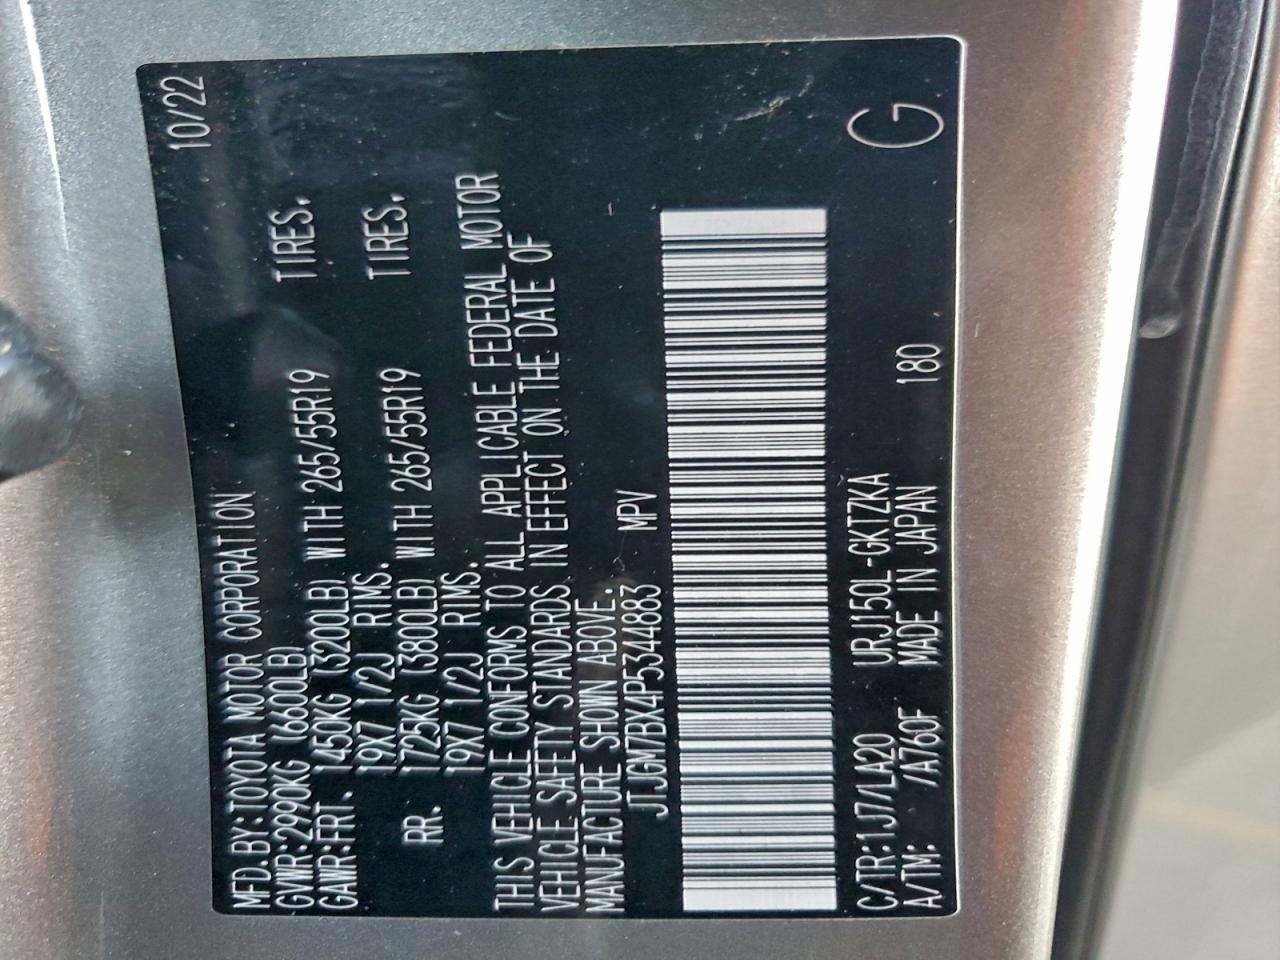 MFD.BY:TOYOTA MOTOR CORPORATION 10/22
GVWR:2990KG (6600LB)
GAWR:FRT. 1450KG (3200LB) WITH 265/55R19 TIRES.
19X7 1/2J RIMS.
RR. 1725KG (3800LB) WITH 265/55R19 TIRES.
19X7 1/2J RIMS.
THIS VEHICLE CONFORMS TO ALL APPLICABLE FEDERAL MOTOR
VEHICLE SAFETY STANDARDS IN EFFECT ON THE DATE OF
MANUFACTURE SHOWN ABOVE.
JTJGM7BX4P5344883 MPV
C/TR:1J7/LA20 URJ150L-GKTZKA G
A/TM: /A760F MADE IN JAPAN 180